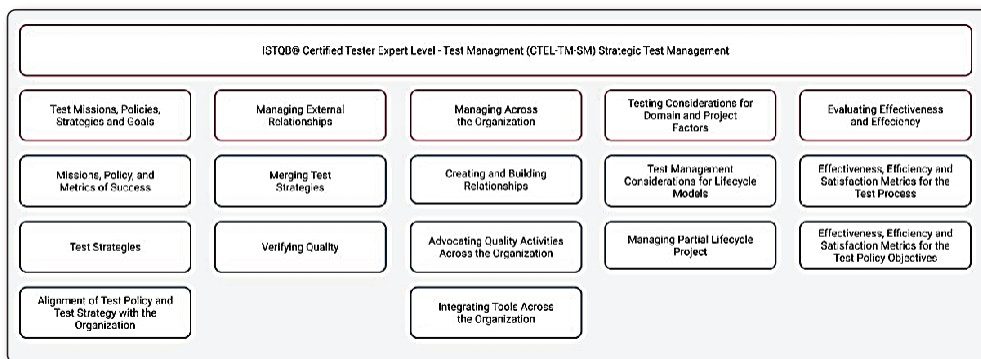 ISTQB® Certified Tester Expert Level - Test Managment (CTEL-TM-SM) Strategic Test Management
Test Missions, Policies,
Strategies and Goals
Managing External
Relationships
Managing Across
the Organization
Testing Considerations for
Domain and Project
Factors
Evaluating Effectiveness
and Effeciency
Missions, Policy, and
Metrics of Success
Merging Test
Strategies
Creating and Building
Relationships
Test Management
Considerations for Lifecycle
Models
Effectiveness, Efficiency and
Satisfaction Metrics for the
Test Process
Test Strategies
Verifying Quality
Advocating Quality Activities
Across the Organization
Managing Partial Lifecycle
Project
Effectiveness, Efficiency and
Satisfaction Metrics for the
Test Policy Objectives
Alignment of Test Policy and
Test Strategy with the
Organization
Integrating Tools Across
the Organization